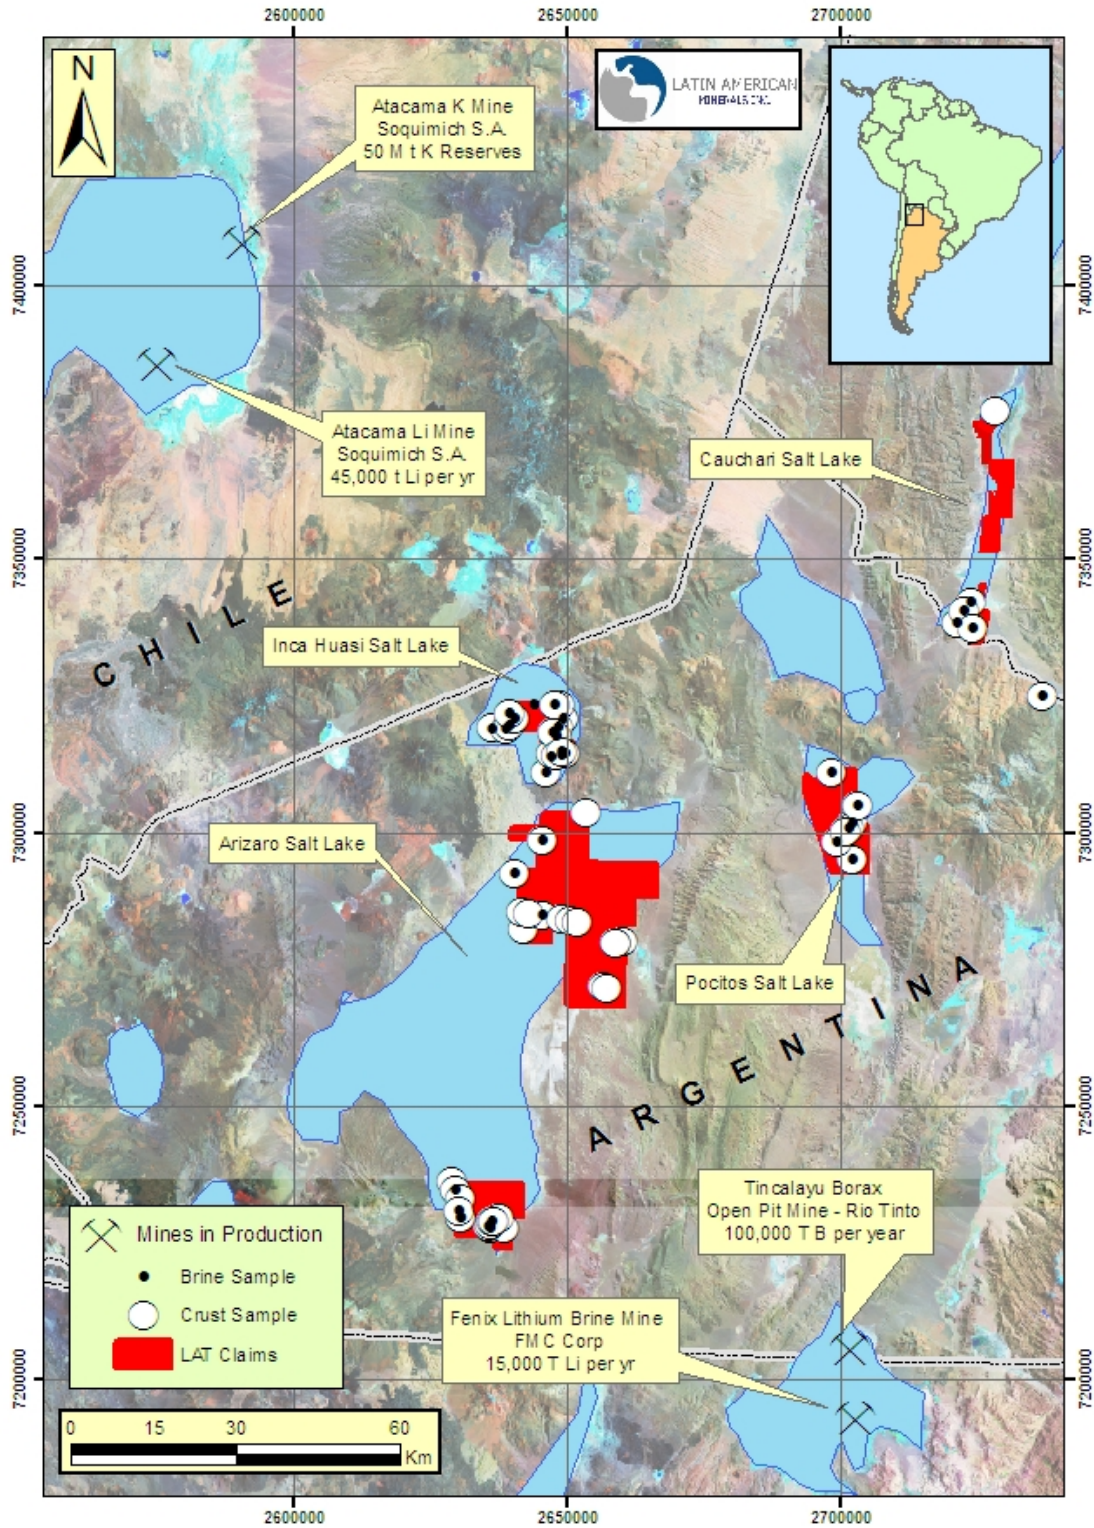 2600000
2650000
2700000
N
Atacama K Mine
Soquimich S.A.
50 M t K Reserves
LATIN AMERICAN
MINERALS INC.
7400000
7400000
Atacama Li Mine
Soquimich S.A.
45,000 t Li per yr
Cauchari Salt Lake
7350000
7350000
CHILE
Inca Huasi Salt Lake
7300000
7300000
Arizaro Salt Lake
Pocitos Salt Lake
ARGENTINA
7250000
7250000
Tincalayu Borax
Open Pit Mine - Rio Tinto
100,000 T B per year
Mines in Production
Brine Sample
Crust Sample
LAT Claims
Fenix Lithium Brine Mine
FMC Corp
15,000 T Li per yr
7200000
7200000
0 15 30 60
Km
2600000
2650000
2700000